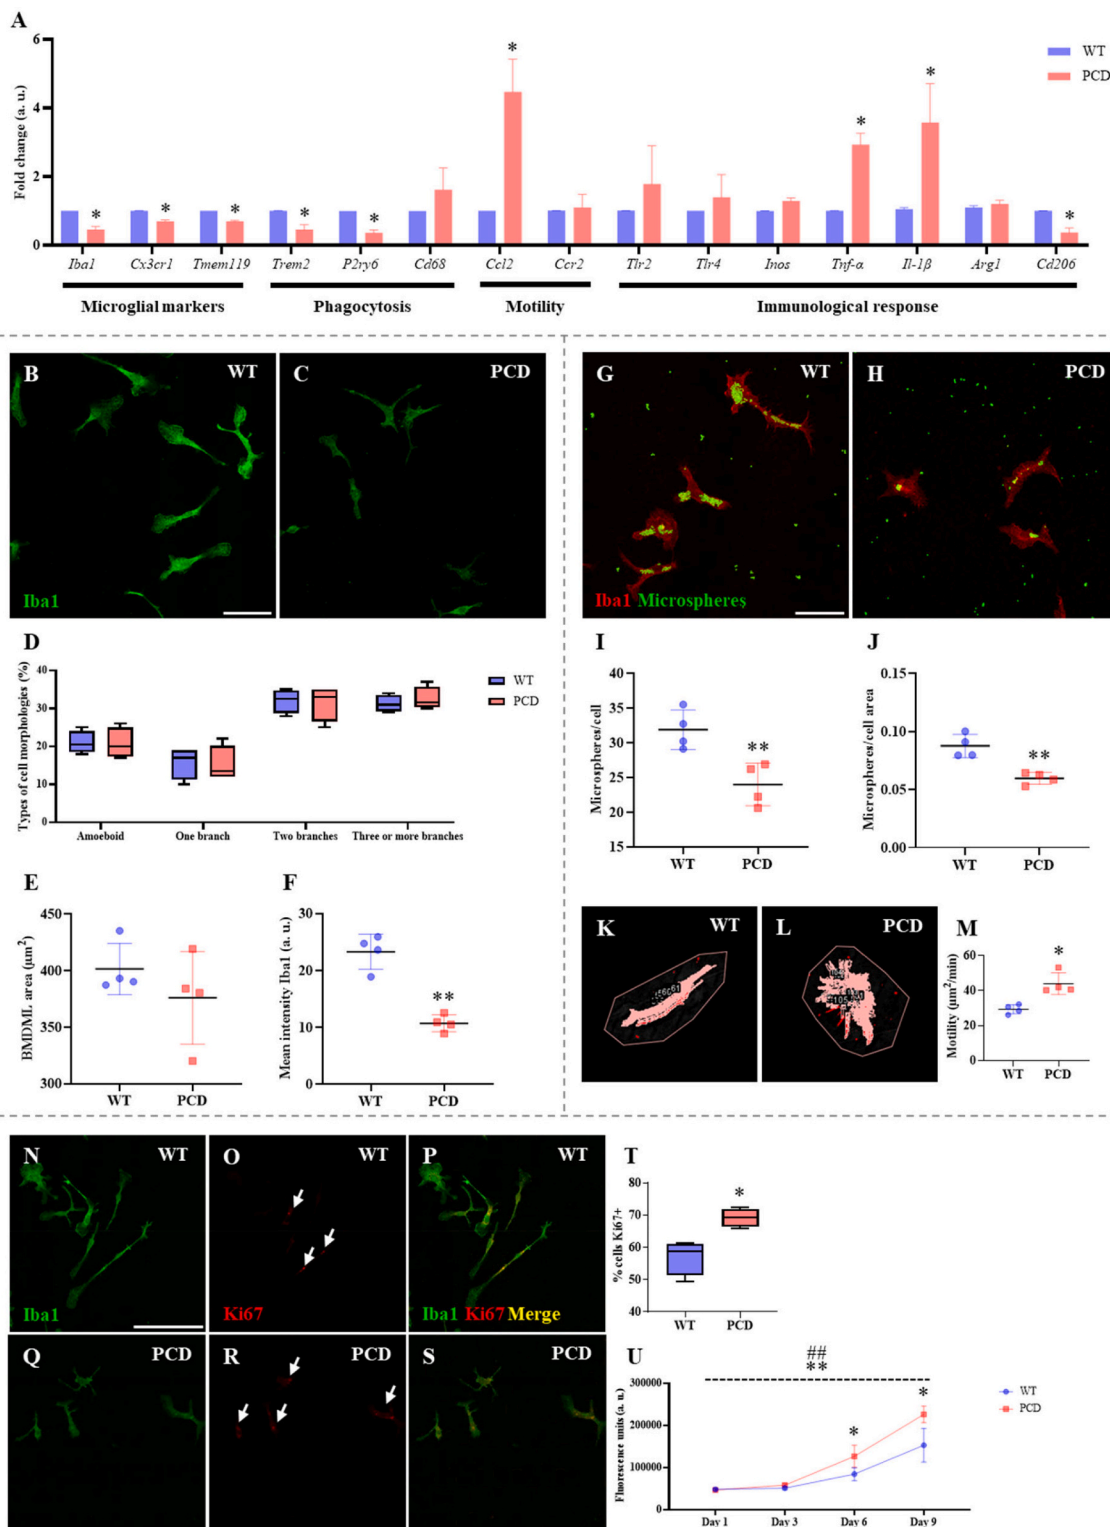 A
Fold change (a. u.)
6
4
2
0
WT
PCD
* * * * * * * * *
Iba1 Cx3cr1 Tmem119 Trem2 P2ry6 Cd68 Ccl2 Ccr2 Tlr2 Tlr4 Inos Tnf-α Il-1β Arg1 Cd206
Microglial markers Phagocytosis Motility Immunological response
B WT
Iba1
C PCD
G WT
Iba1 Microspheres
H PCD
D
Types of cell morphologies (%)
40
30
20
10
0
WT
PCD
Amoeboid One branch Two branches Three or more branches
I
Microspheres/cell
40
35
30
25
20
15
**
WT PCD
J
Microspheres/cell area
0.15
0.10
0.05
0.00
**
WT PCD
E
BMDML area (µm²)
450
400
350
300
WT PCD
F
Mean intensity Iba1 (a. u.)
30
20
10
0
**
WT PCD
K WT
L PCD
M
Motility (µm²/min)
60
40
20
0
*
WT PCD
N WT
Iba1
O WT
Ki67
P WT
Iba1 Ki67 Merge
Q PCD
R PCD
S PCD
T
% cells Ki67+
80
70
60
50
40
*
WT PCD
U
Fluorescence units (a. u.)
300000
200000
100000
0
##
**
* *
WT
PCD
Day 1 Day 3 Day 6 Day 9